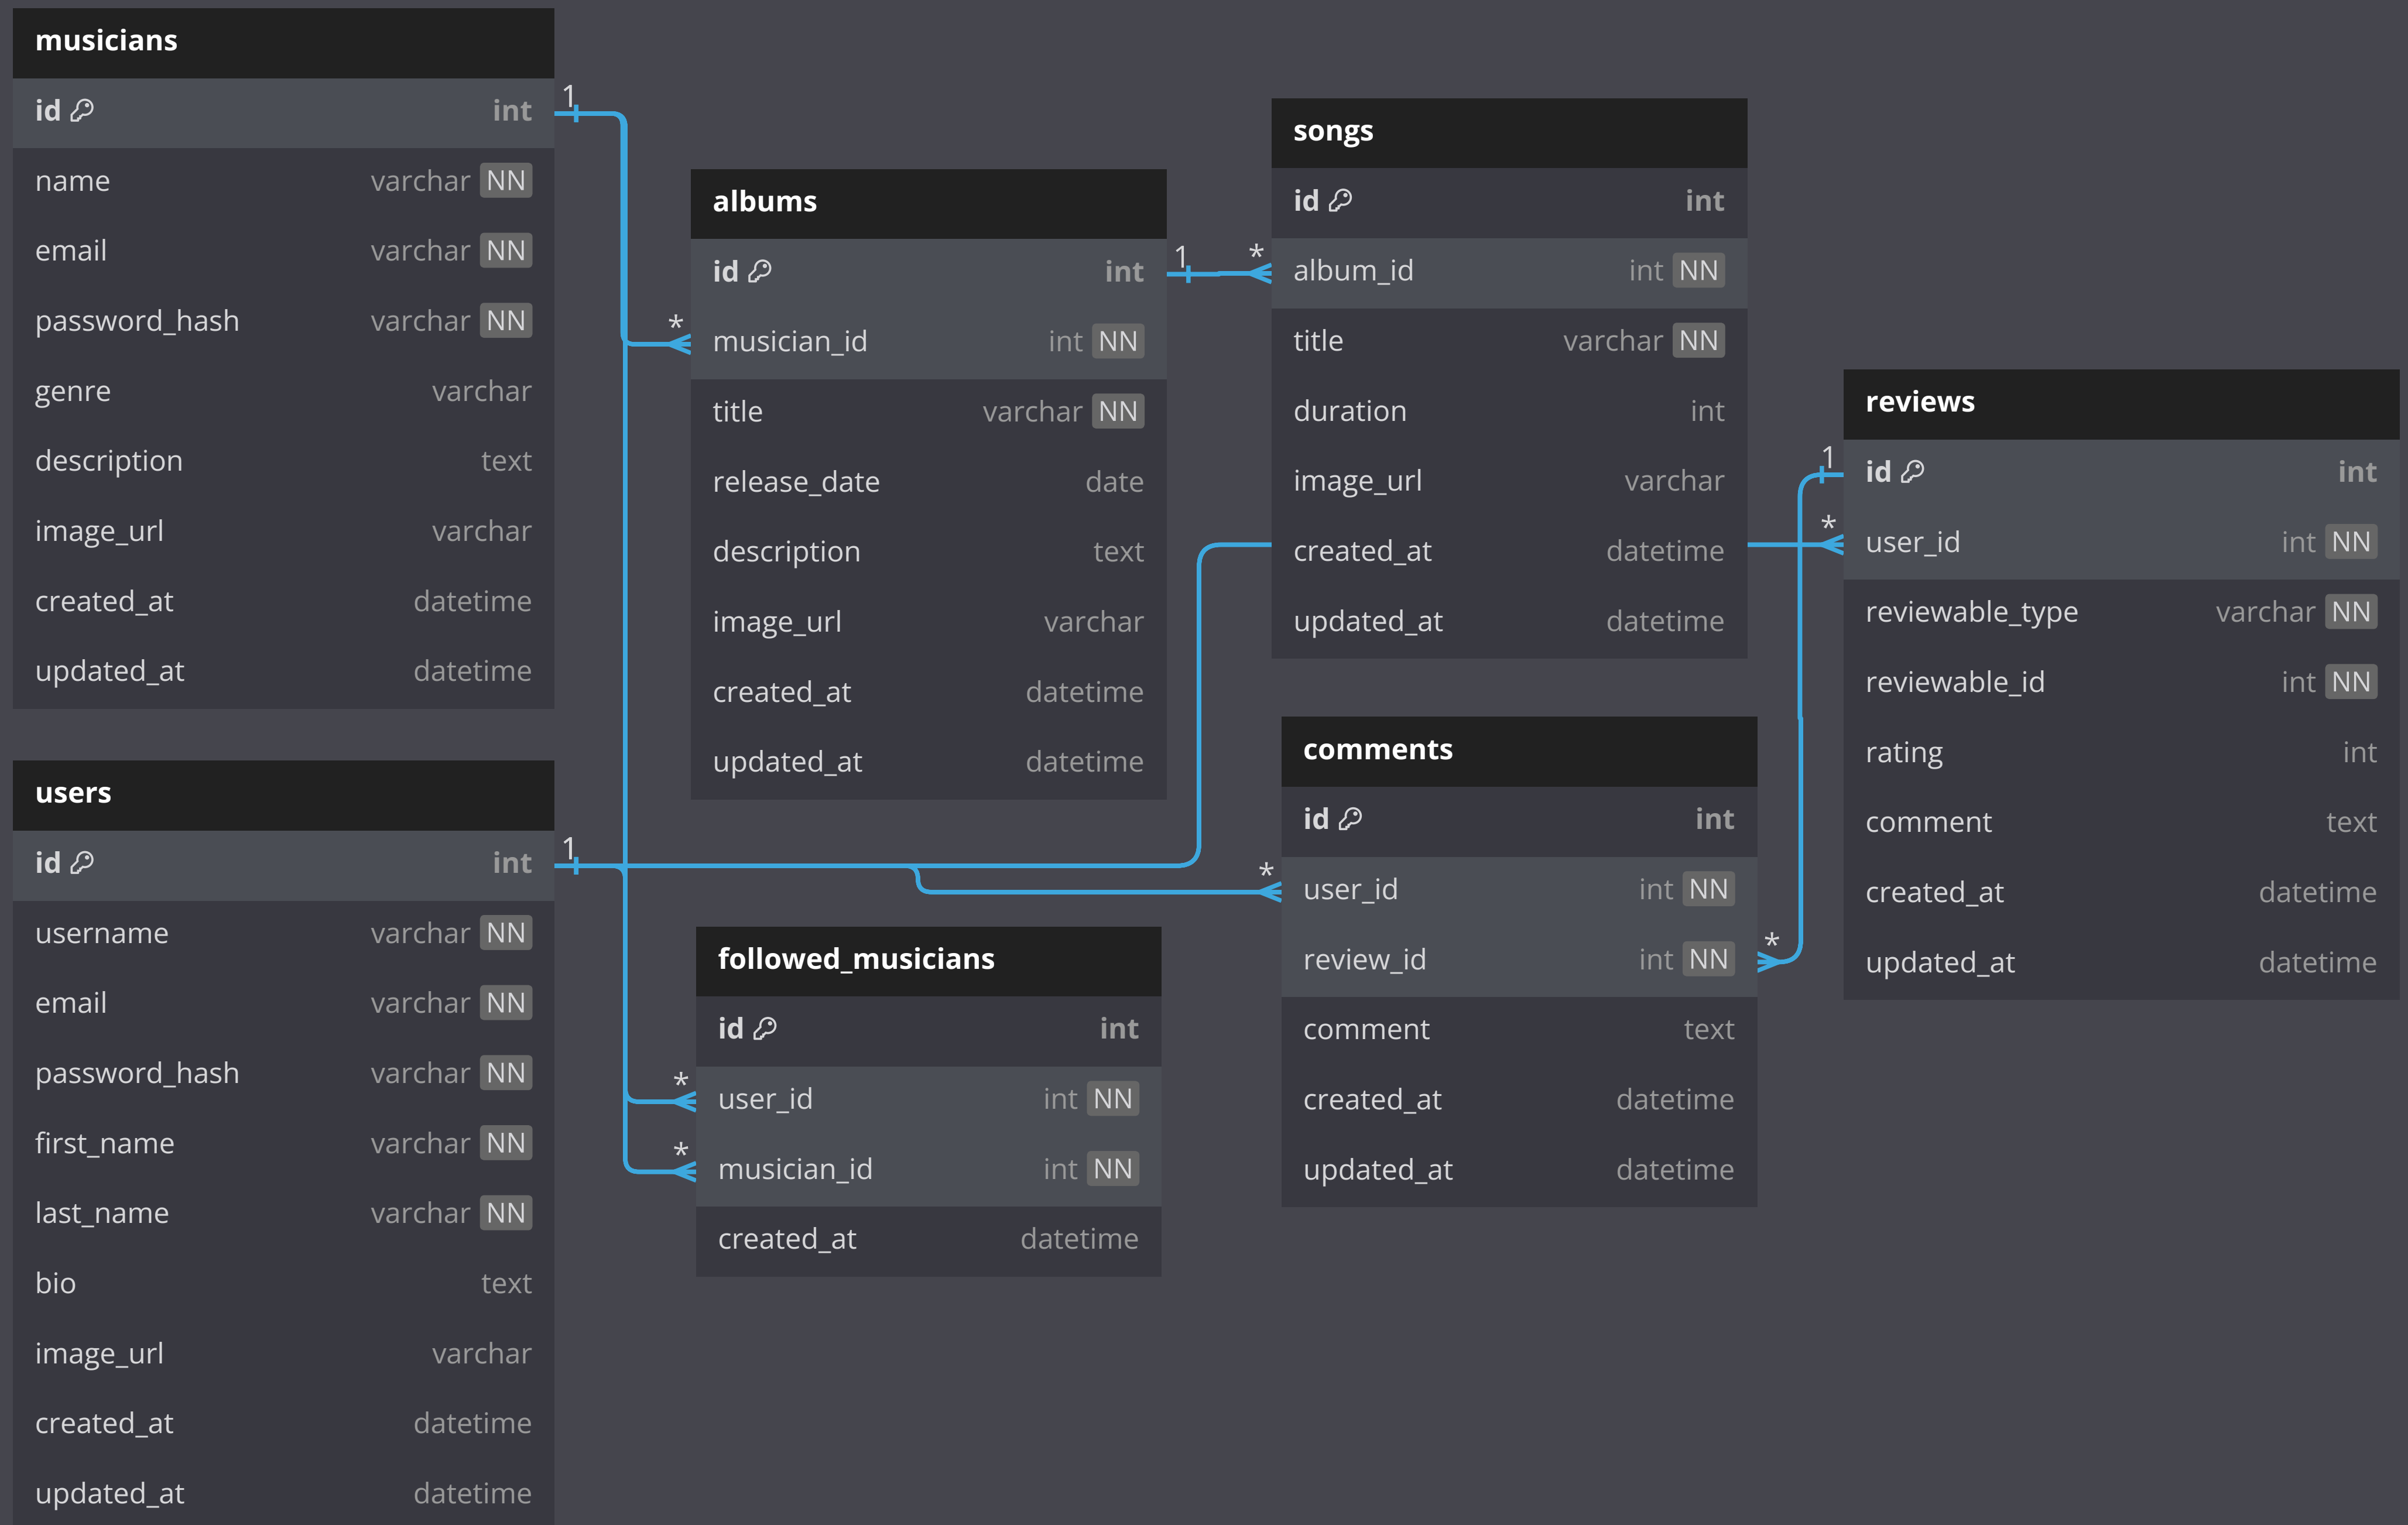 musicians
id int
name varchar NN
email varchar NN
password_hash varchar NN
genre varchar
description text
image_url varchar
created_at datetime
updated_at datetime
1
users
id int
username varchar NN
email varchar NN
password_hash varchar NN
first_name varchar NN
last_name varchar NN
bio text
image_url varchar
created_at datetime
updated_at datetime
1
albums
id int
musician_id int NN
title varchar NN
release_date date
description text
image_url varchar
created_at datetime
updated_at datetime
*
1
followed_musicians
id int
user_id int NN
musician_id int NN
created_at datetime
*
*
songs
id int
album_id int NN
title varchar NN
duration int
image_url varchar
created_at datetime
updated_at datetime
*
comments
id int
user_id int NN
review_id int NN
comment text
created_at datetime
updated_at datetime
*
*
reviews
id int
user_id int NN
reviewable_type varchar NN
reviewable_id int NN
rating int
comment text
created_at datetime
updated_at datetime
1
*